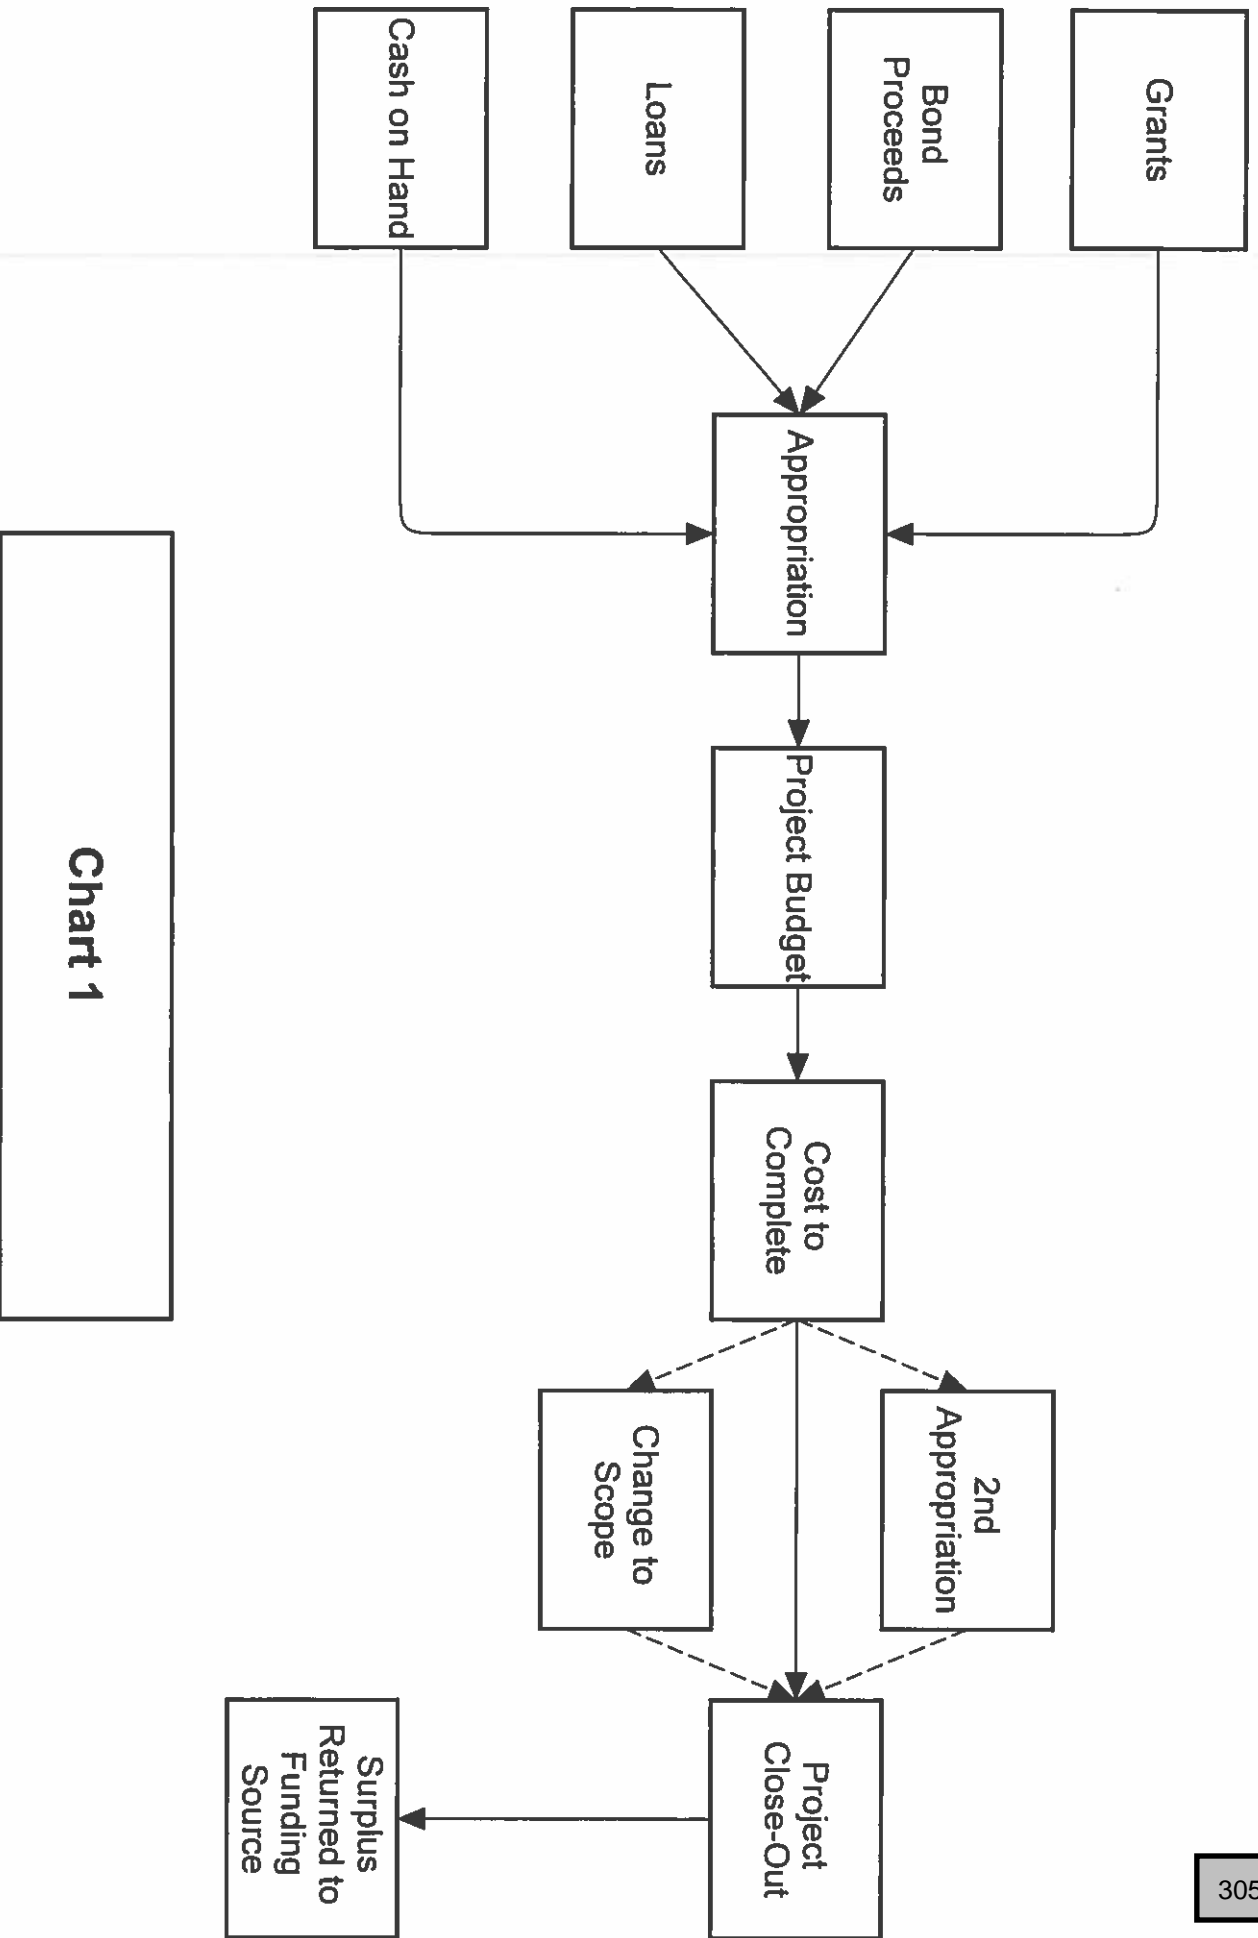 Grants
Bond
Proceeds
Loans
Cash on Hand
Appropriation
Project Budget
Cost to
Complete
2nd
Appropriation
Change to
Scope
Project
Close-Out
Surplus
Returned to
Funding
Source
Chart 1
305